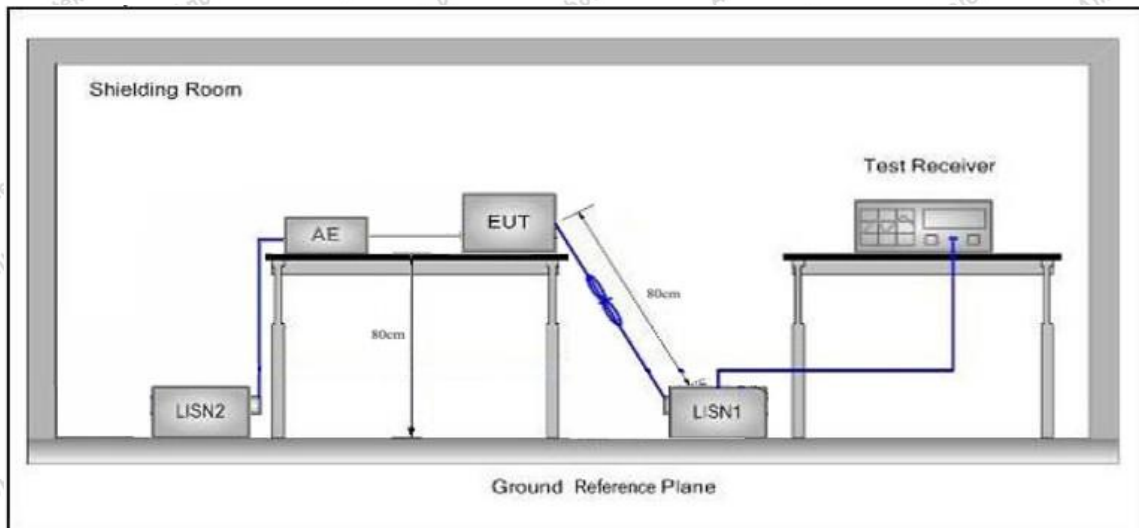 Shielding Room
Test Receiver
EUT
AE
80cm
80cm
LISN2
LISN1
Ground Reference Plane